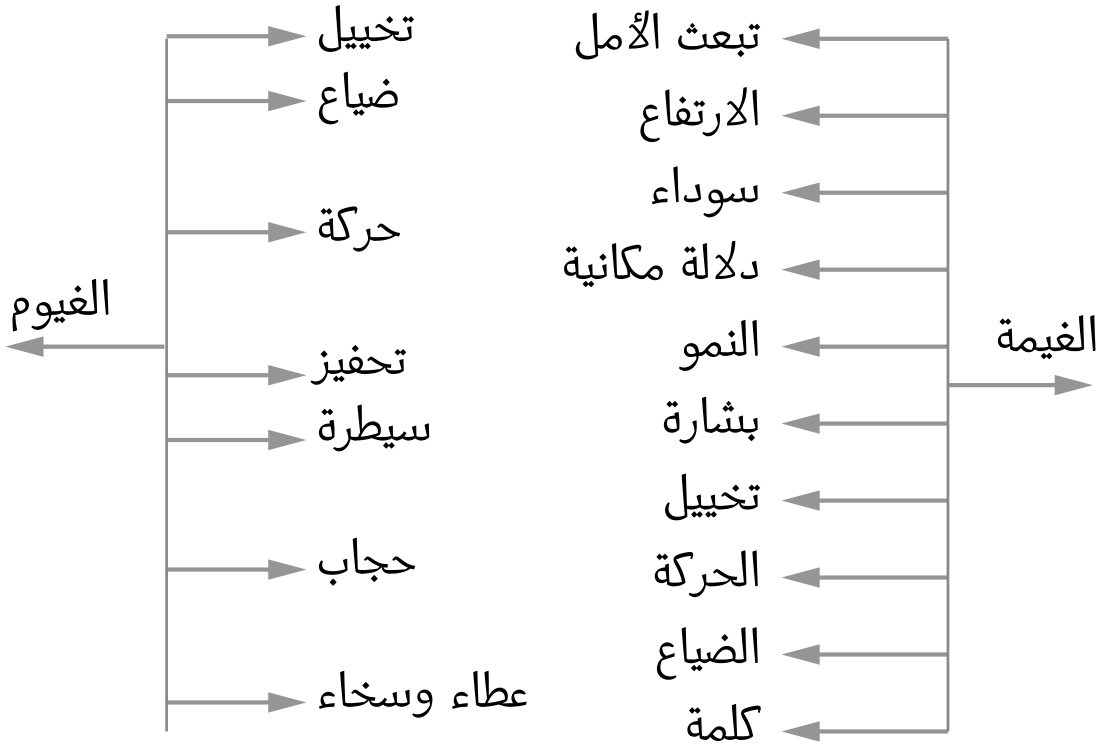 الغيمة
تبعث الأمل
الارتفاع
سوداء
دلالة مكانية
النمو
بشارة
تخييل
الحركة
الضياع
كلمة
الغيوم
تخييل
ضياع
حركة
تحفيز
سيطرة
حجاب
عطاء وسخاء